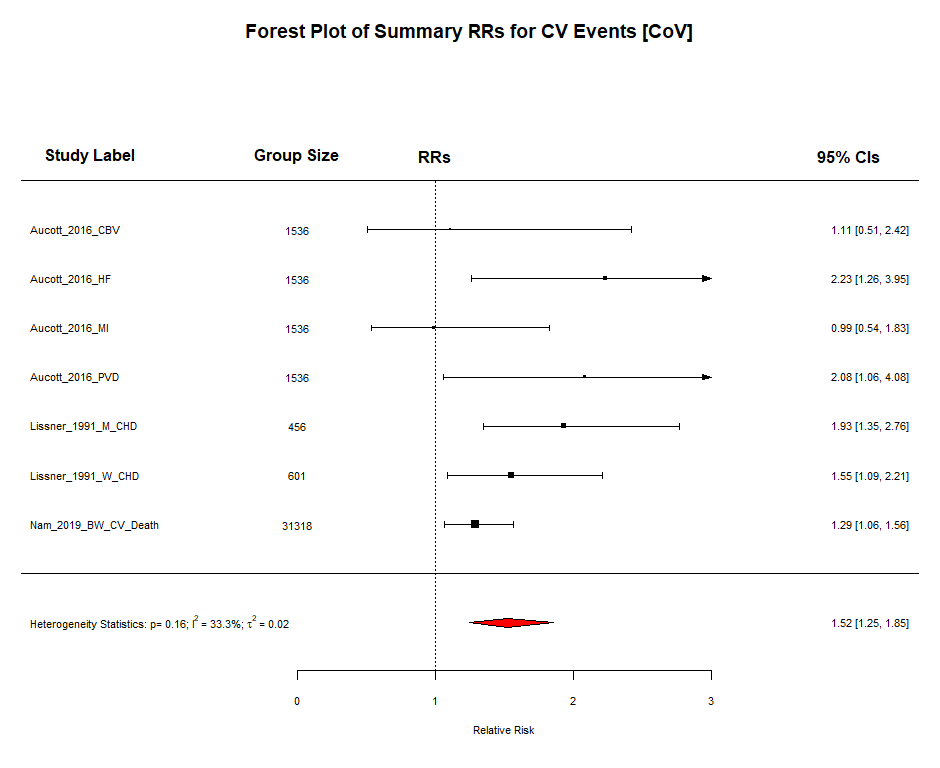 Forest Plot of Summary RRs for CV Events [CoV]
Study Label Group Size RRs 95% CIs
Aucott_2016_CBV 1536 1.11 [0.51, 2.42]
Aucott_2016_HF 1536 2.23 [1.26, 3.95]
Aucott_2016_MI 1536 0.99 [0.54, 1.83]
Aucott_2016_PVD 1536 2.08 [1.06, 4.08]
Lissner_1991_M_CHD 456 1.93 [1.35, 2.76]
Lissner_1991_W_CHD 601 1.55 [1.09, 2.21]
Nam_2019_BW_CV_Death 31318 1.29 [1.06, 1.56]
Heterogeneity Statistics: p= 0.16; I² = 33.3%; τ² = 0.02 1.52 [1.25, 1.85]
0 1 2 3
Relative Risk